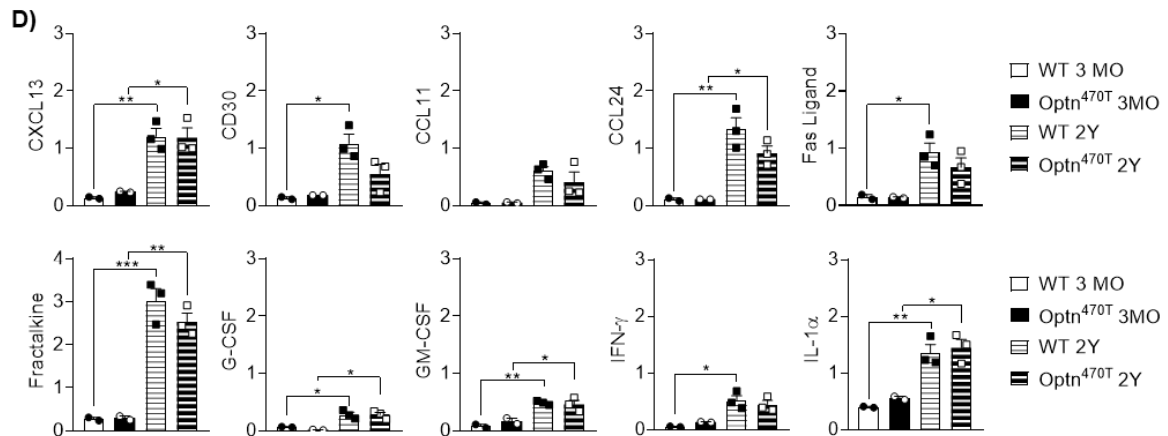 D)
CXCL13
3
2
1
0
**
*
CD30
3
2
1
0
*
CCL11
3
2
1
0
CCL24
3
2
1
0
**
*
Fas Ligand
3
2
1
0
*
WT 3 MO
Optn470T 3MO
WT 2Y
Optn470T 2Y
Fractalkine
4
3
2
1
0
***
**
G-CSF
3
2
1
0
*
*
GM-CSF
3
2
1
0
**
*
IFN-γ
3
2
1
0
*
IL-1α
3
2
1
0
**
*
WT 3 MO
Optn470T 3MO
WT 2Y
Optn470T 2Y